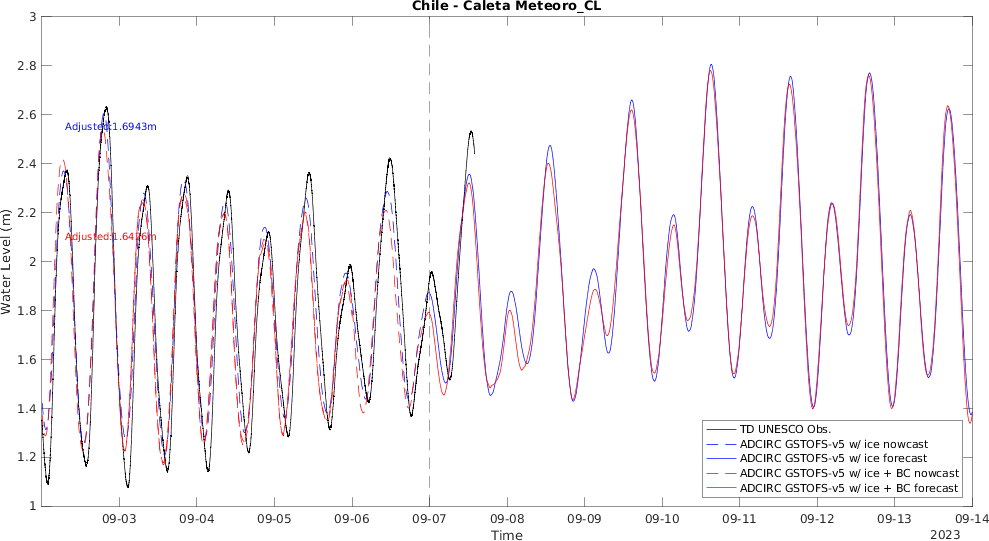 Chile - Caleta Meteoro_CL
Water Level (m)
3
2.8
2.6
2.4
2.2
2
1.8
1.6
1.4
1.2
1
Adjusted:1.6943m
Adjusted:1.6426m
TD UNESCO Obs.
ADCIRC GSTOFS-v5 w/ ice nowcast
ADCIRC GSTOFS-v5 w/ ice forecast
ADCIRC GSTOFS-v5 w/ ice + BC nowcast
ADCIRC GSTOFS-v5 w/ ice + BC forecast
09-03 09-04 09-05 09-06 09-07 09-08 09-09 09-10 09-11 09-12 09-13 09-14
Time
2023